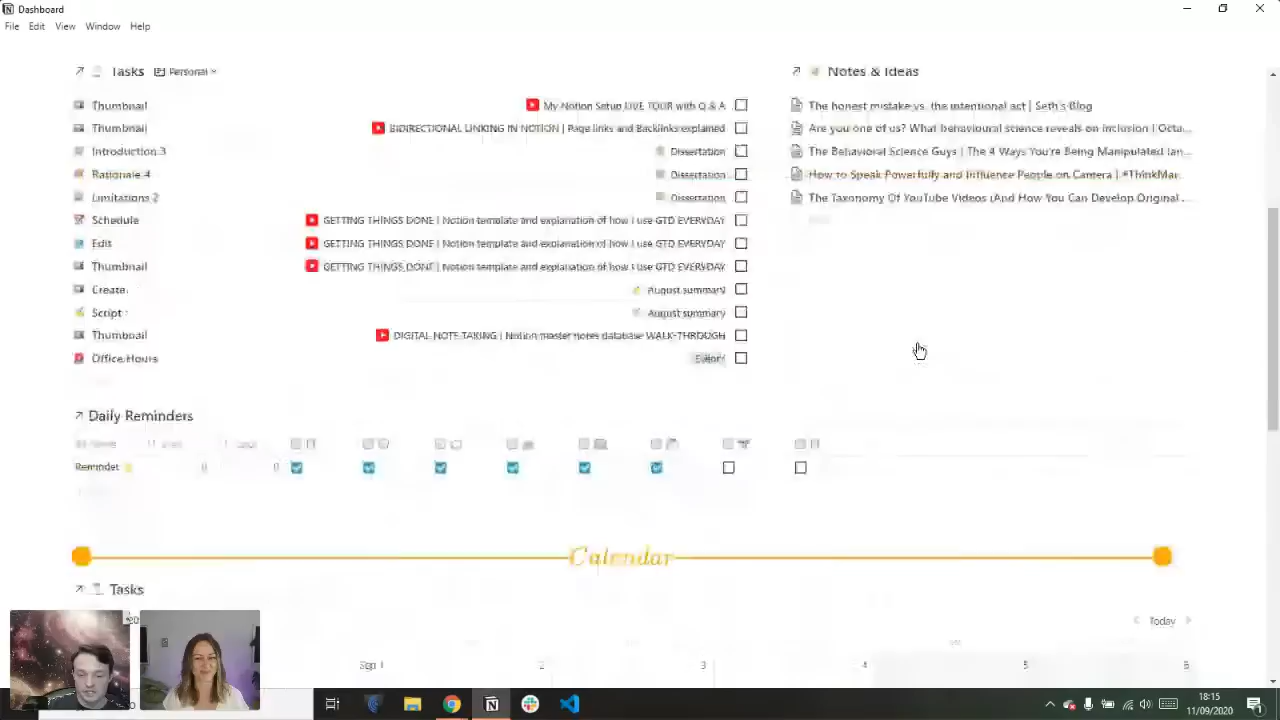 Dashboard
File Edit View Window Help
Tasks Personal
Thumbnail My Notion Setup LIVE TOUR with Q & A
Thumbnail BIDIRECTIONAL LINKING IN NOTION | Page links and Backlinks explained
Introduction 3 Dissertation
Rationale 4 Dissertation
Limitations 2 Dissertation
Schedule GETTING THINGS DONE | Notion template and explanation of how I use GTD EVERYDAY
Edit GETTING THINGS DONE | Notion template and explanation of how I use GTD EVERYDAY
Thumbnail GETTING THINGS DONE | Notion template and explanation of how I use GTD EVERYDAY
Create August summary
Script August summary
Thumbnail DIGITAL NOTE TAKING | Notion master notes database WALK-THROUGH
Office Hours
Notes & Ideas
The honest mistake vs. the intentional act | Seth's Blog
Are you one of us? What behavioural science reveals on inclusion | Octa...
The Behavioral Science Guys | The 4 Ways You're Being Manipulated (an...
How to Speak Powerfully and Influence People on Camera | #ThinkMar...
The Taxonomy Of YouTube Videos (And How You Can Develop Original ...
Daily Reminders
Reminder 0 0
Calendar
Tasks
Today
Sep 1 2 3 4 5 6
18:15
11/09/2020